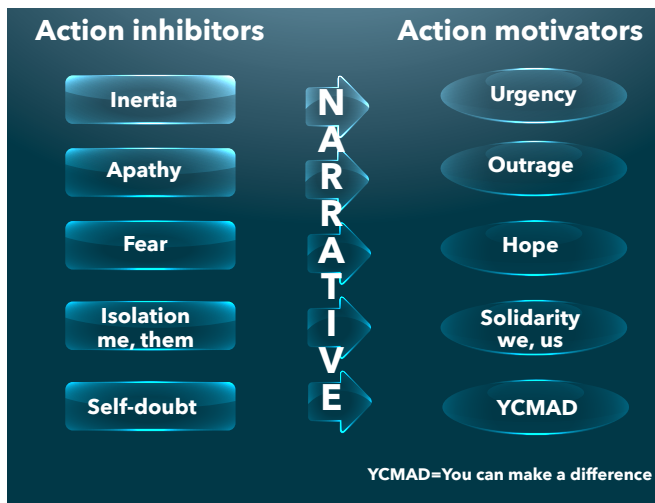 Action inhibitors
Action motivators
Inertia
Apathy
Fear
Isolation
me, them
Self-doubt
NARRATIVE
Urgency
Outrage
Hope
Solidarity
we, us
YCMAD
YCMAD=You can make a difference